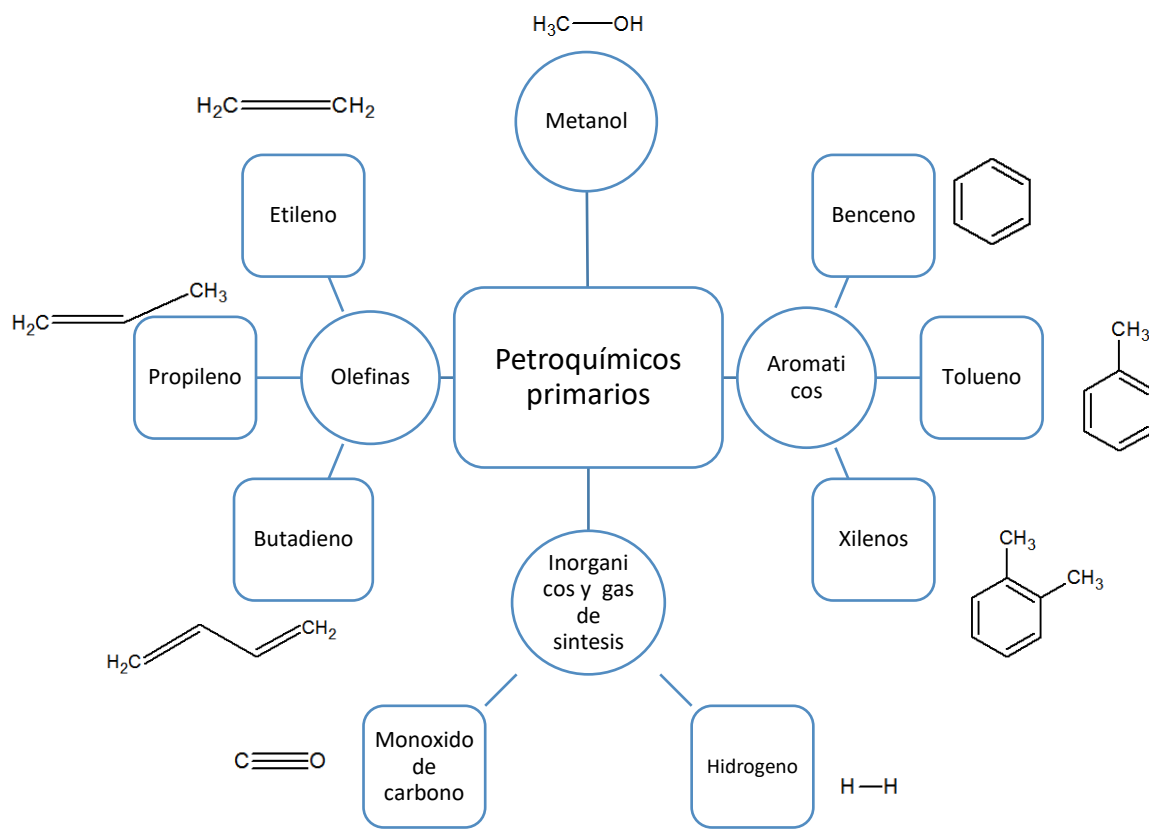 H₃C—OH
Metanol
H₂C=CH₂
Etileno
Benceno
H₂C
CH₃
Propileno
Olefinas
Petroquímicos
primarios
Aromati
cos
Tolueno
CH₃
Butadieno
Xilenos
CH₃
CH₃
Inorgani
cos y gas
de
sintesis
H₂C
CH₂
Monoxido
de
carbono
C≡O
Hidrogeno
H—H